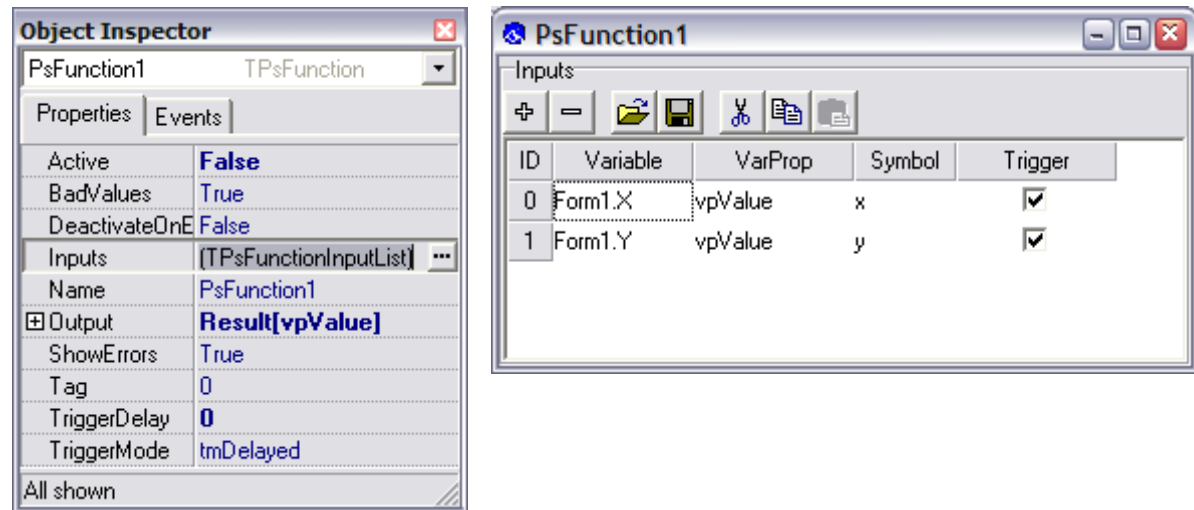 Object Inspector
PsFunction1 TPsFunction
Properties Events
Active False
BadValues True
DeactivateOnE False
Inputs (TPsFunctionInputList) ...
Name PsFunction1
Output Result[vpValue]
ShowErrors True
Tag 0
TriggerDelay 0
TriggerMode tmDelayed
All shown
PsFunction1
Inputs
ID Variable VarProp Symbol Trigger
0 Form1.X vpValue x
1 Form1.Y vpValue y